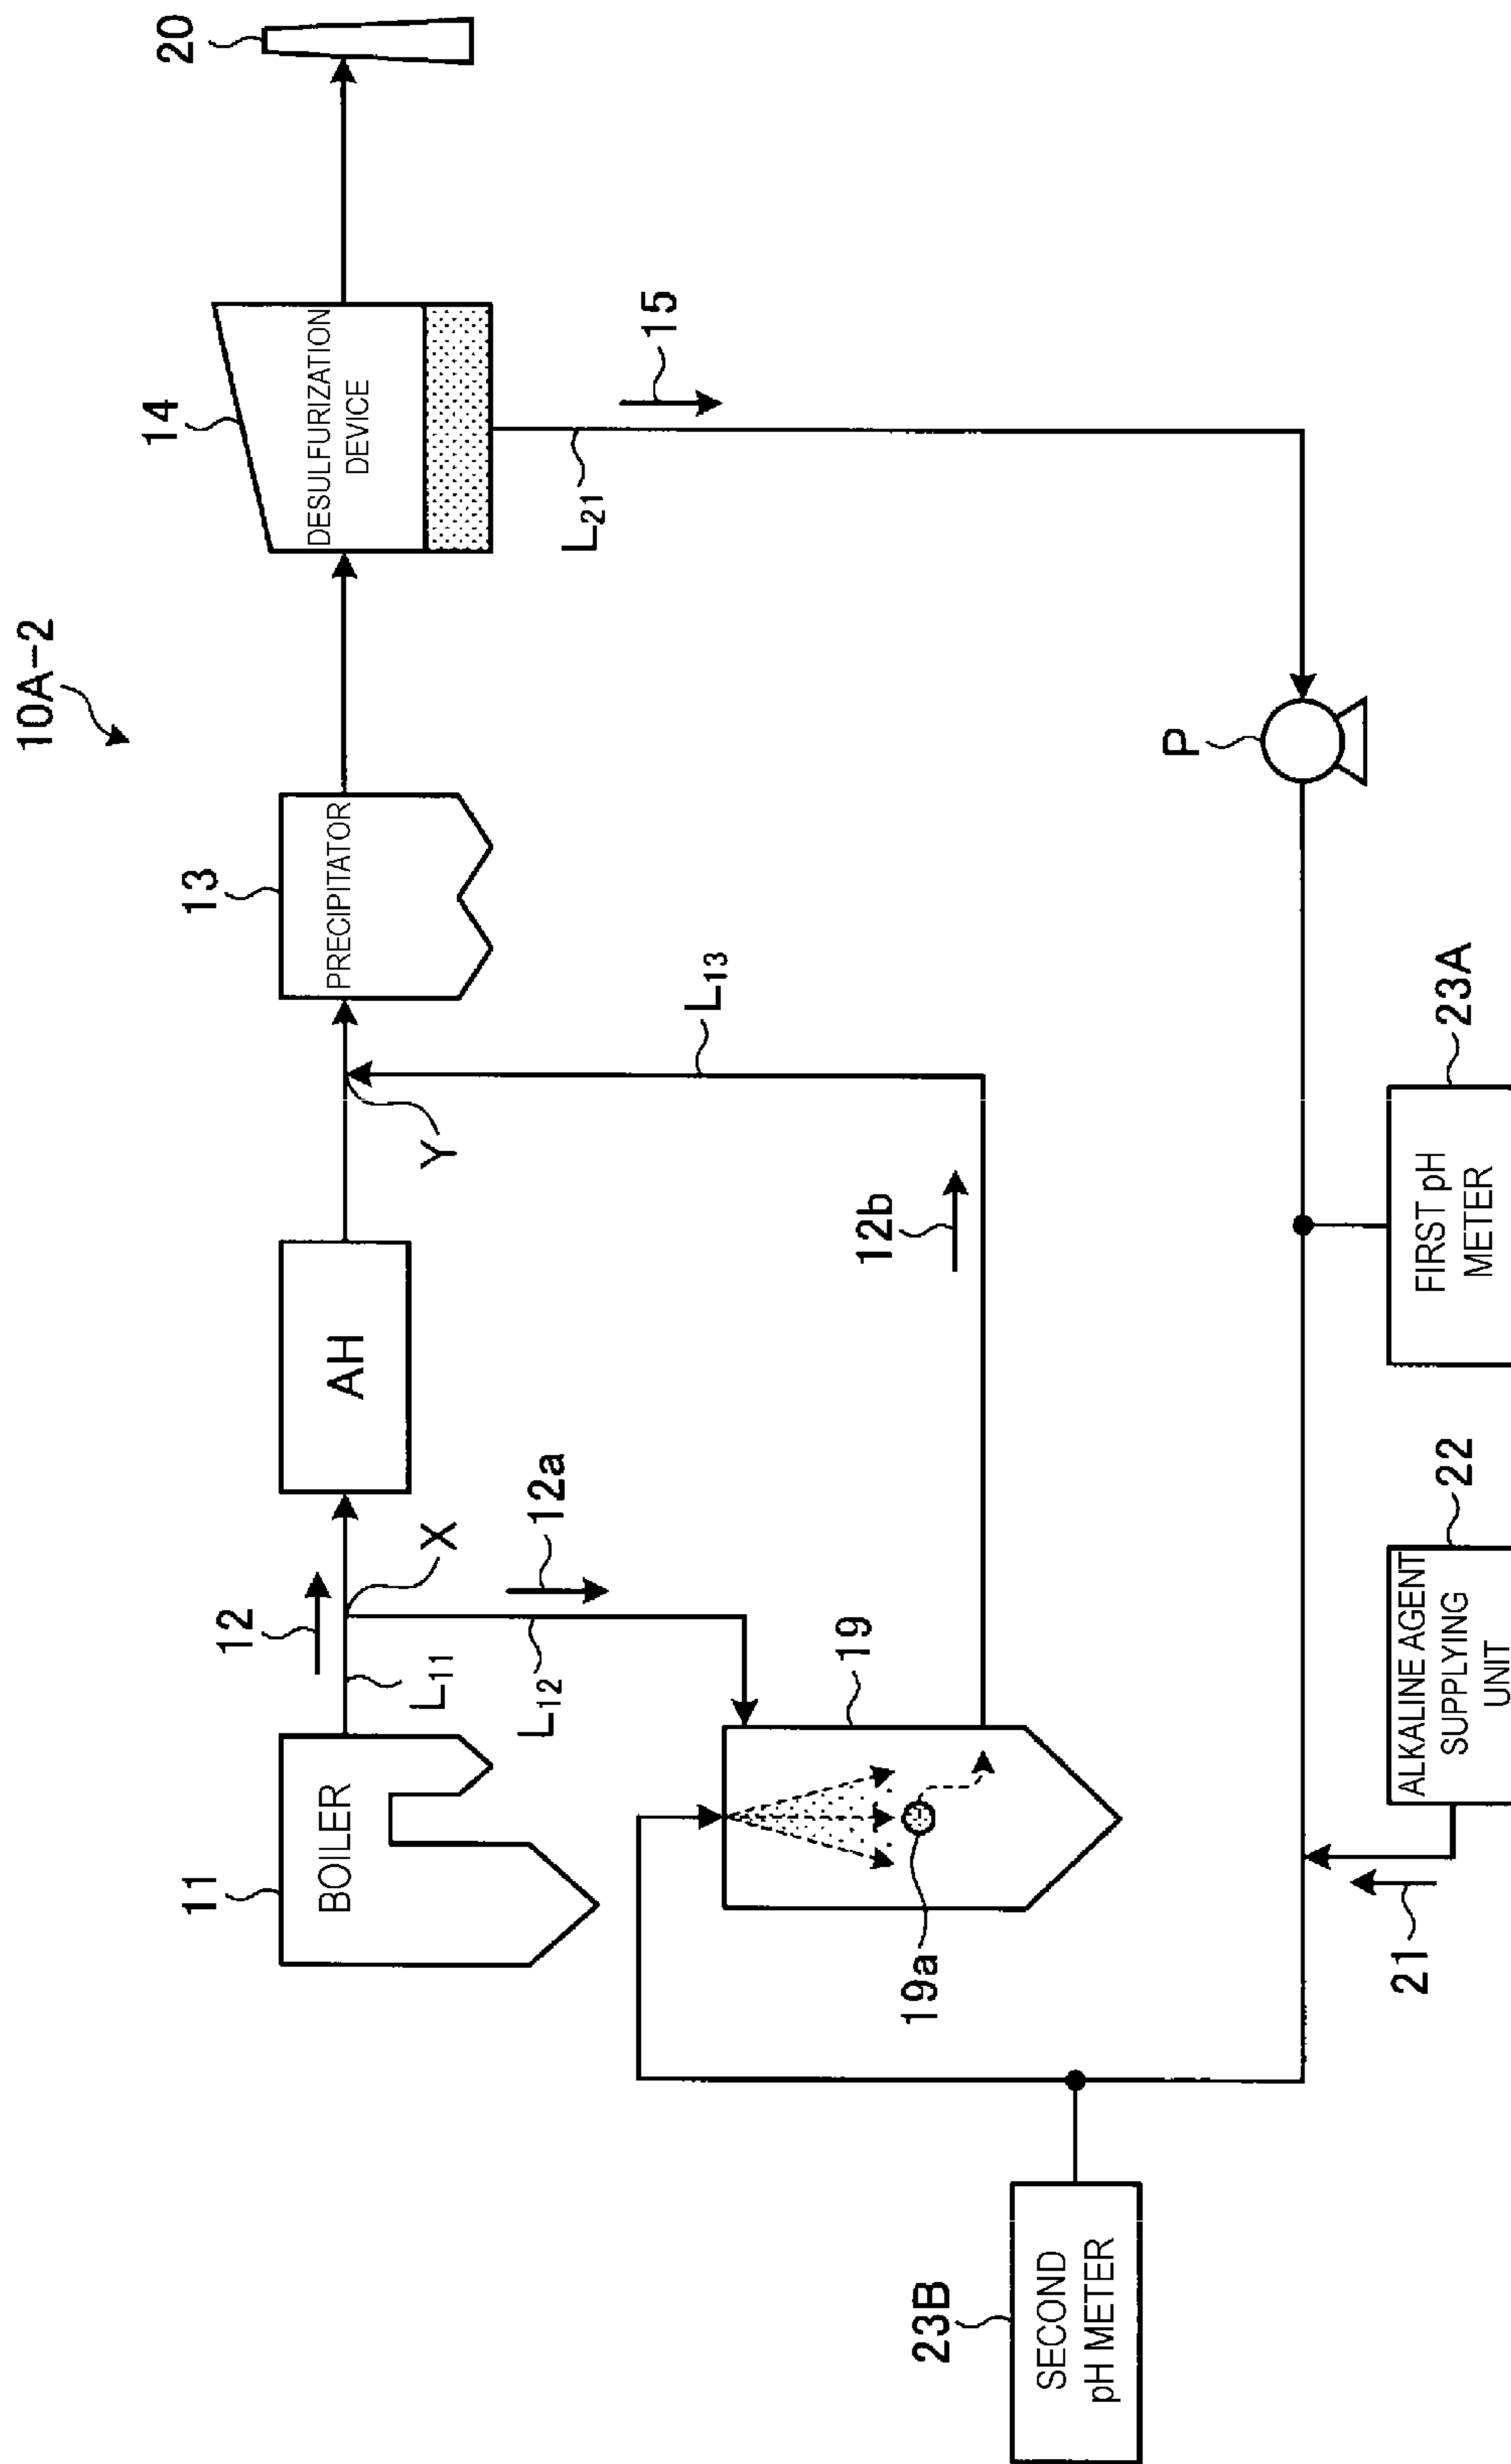 10A-2
20
14
DESULFURIZATION
DEVICE
15
L21
13
PRECIPITATOR
L13
Y
12b
AH
12
X
12a
L11
L12
11
BOILER
19
19a
P
23A
FIRST pH
METER
22
ALKALINE AGENT
SUPPLYING
UNIT
21
23B
SECOND
pH METER